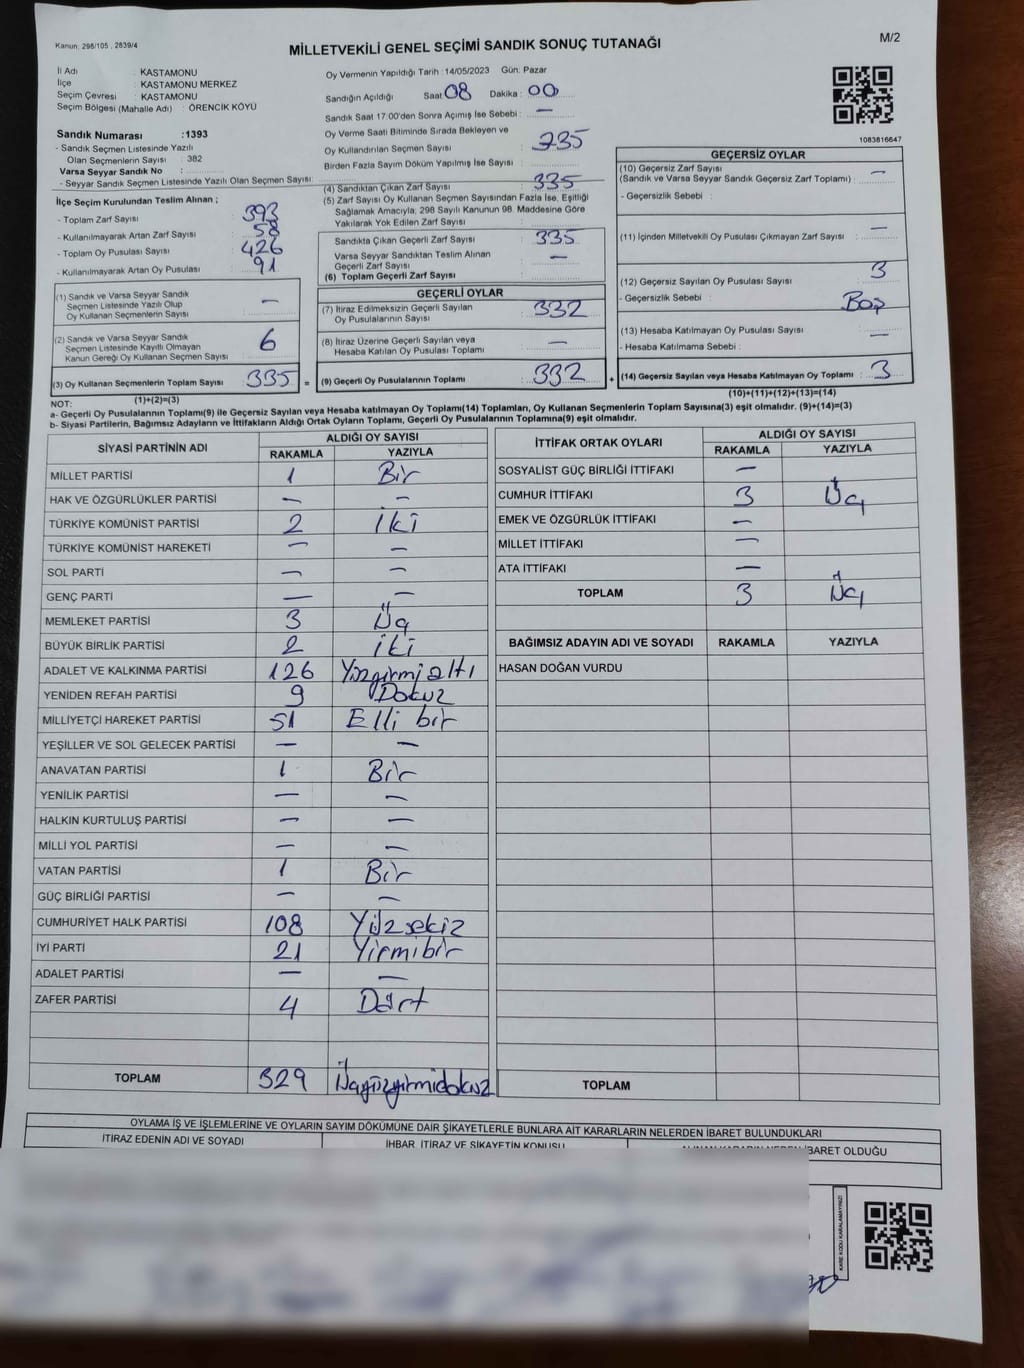 Kanun: 298/105 , 2839/4
MİLLETVEKİLİ GENEL SEÇİMİ SANDIK SONUÇ TUTANAĞI
M/2
İl Adı : KASTAMONU
İlçe : KASTAMONU MERKEZ
Seçim Çevresi : KASTAMONU
Seçim Bölgesi (Mahalle Adı) : ÖRENCİK KÖYÜ
Sandık Numarası :1393
- Sandık Seçmen Listesinde Yazılı
Olan Seçmenlerin Sayısı : 382
Varsa Seyyar Sandık No :
- Seyyar Sandık Seçmen Listesinde Yazılı Olan Seçmen Sayısı:
İlçe Seçim Kurulundan Teslim Alınan ;
- Toplam Zarf Sayısı : 393
- Kullanılmayarak Artan Zarf Sayısı : 58
- Toplam Oy Pusulası Sayısı : 426
- Kullanılmayarak Artan Oy Pusulası : 91
(1) Sandık ve Varsa Seyyar Sandık
Seçmen Listesinde Yazılı Olup
Oy Kullanan Seçmenlerin Sayısı : —
(2) Sandık ve Varsa Seyyar Sandık
Seçmen Listesinde Kayıtlı Olmayan
Kanun Gereği Oy Kullanan Seçmen Sayısı : 6
(3) Oy Kullanan Seçmenlerin Toplam Sayısı : 335 =
(1)+(2)=(3)
Oy Vermenin Yapıldığı Tarih :14/05/2023 Gün: Pazar
Sandığın Açıldığı Saat: 08 Dakika : 00
Sandık Saat 17:00'den Sonra Açımış İse Sebebi : —
Oy Verme Saati Bitiminde Sırada Bekleyen ve
Oy Kullandırılan Seçmen Sayısı : 335
Birden Fazla Sayım Döküm Yapılmış İse Sayısı :
(4) Sandıktan Çıkan Zarf Sayısı : 335
(5) Zarf Sayısı Oy Kullanan Seçmen Sayısından Fazla İse, Eşitliği
Sağlamak Amacıyla, 298 Sayılı Kanunun 98. Maddesine Göre
Yakılarak Yok Edilen Zarf Sayısı :
Sandıkta Çıkan Geçerli Zarf Sayısı : 335
Varsa Seyyar Sandıktan Teslim Alınan
Geçerli Zarf Sayısı : —
(6) Toplam Geçerli Zarf Sayısı :
GEÇERLİ OYLAR
(7) İtiraz Edilmeksizin Geçerli Sayılan
Oy Pusulalarının Sayısı : 332
(8) İtiraz Üzerine Geçerli Sayılan veya
Hesaba Katılan Oy Pusulası Toplamı : —
(9) Geçerli Oy Pusulalarının Toplamı : 332 +
1083816647
GEÇERSİZ OYLAR
(10) Geçersiz Zarf Sayısı
(Sandık ve Varsa Seyyar Sandık Geçersiz Zarf Toplamı) : —
- Geçersizlik Sebebi :
(11) İçinden Milletvekili Oy Pusulası Çıkmayan Zarf Sayısı : —
(12) Geçersiz Sayılan Oy Pusulası Sayısı : 3
- Geçersizlik Sebebi : Boş
(13) Hesaba Katılmayan Oy Pusulası Sayısı : —
- Hesaba Katılmama Sebebi :
(14) Geçersiz Sayılan veya Hesaba Katılmayan Oy Toplamı : 3
(10)+(11)+(12)+(13)=(14)
NOT:
a- Geçerli Oy Pusulalarının Toplamı(9) ile Geçersiz Sayılan veya Hesaba katılmayan Oy Toplamı(14) Toplamları, Oy Kullanan Seçmenlerin Toplam Sayısına(3) eşit olmalıdır. (9)+(14)=(3)
b- Siyasi Partilerin, Bağımsız Adayların ve İttifakların Aldığı Ortak Oyların Toplamı, Geçerli Oy Pusulalarının Toplamına(9) eşit olmalıdır.
SİYASİ PARTİNİN ADI ALDIĞI OY SAYISI
RAKAMLA YAZIYLA
MİLLET PARTİSİ 1 Bir
HAK VE ÖZGÜRLÜKLER PARTİSİ — —
TÜRKİYE KOMÜNİST PARTİSİ 2 iki
TÜRKİYE KOMÜNİST HAREKETİ — —
SOL PARTİ — —
GENÇ PARTİ — —
MEMLEKET PARTİSİ 3 Üç
BÜYÜK BİRLİK PARTİSİ 2 iki
ADALET VE KALKINMA PARTİSİ 126 Yüzyirmialtı
YENİDEN REFAH PARTİSİ 9 Dokuz
MİLLİYETÇİ HAREKET PARTİSİ 51 Elli bir
YEŞİLLER VE SOL GELECEK PARTİSİ — —
ANAVATAN PARTİSİ 1 Bir
YENİLİK PARTİSİ — —
HALKIN KURTULUŞ PARTİSİ — —
MİLLİ YOL PARTİSİ — —
VATAN PARTİSİ 1 Bir
GÜÇ BİRLİĞİ PARTİSİ — —
CUMHURİYET HALK PARTİSİ 108 Yüzsekiz
İYİ PARTİ 21 Yirmibir
ADALET PARTİSİ — —
ZAFER PARTİSİ 4 Dört
TOPLAM 329 Üçyüzyirmidokuz
İTTİFAK ORTAK OYLARI ALDIĞI OY SAYISI
RAKAMLA YAZIYLA
SOSYALİST GÜÇ BİRLİĞİ İTTİFAKI —
CUMHUR İTTİFAKI 3 Üç
EMEK VE ÖZGÜRLÜK İTTİFAKI —
MİLLET İTTİFAKI —
ATA İTTİFAKI —
TOPLAM 3 Üç
BAĞIMSIZ ADAYIN ADI VE SOYADI RAKAMLA YAZIYLA
HASAN DOĞAN VURDU
TOPLAM
OYLAMA İŞ VE İŞLEMLERİNE VE OYLARIN SAYIM DÖKÜMÜNE DAİR ŞİKAYETLERLE BUNLARA AİT KARARLARIN NELERDEN İBARET BULUNDUKLARI
İTİRAZ EDENİN ADI VE SOYADI İHBAR, İTİRAZ VE ŞİKAYETİN KONUSU ALINAN KARARIN NEDEN İBARET OLDUĞU
KARE KODU KARALAMAYINIZ!